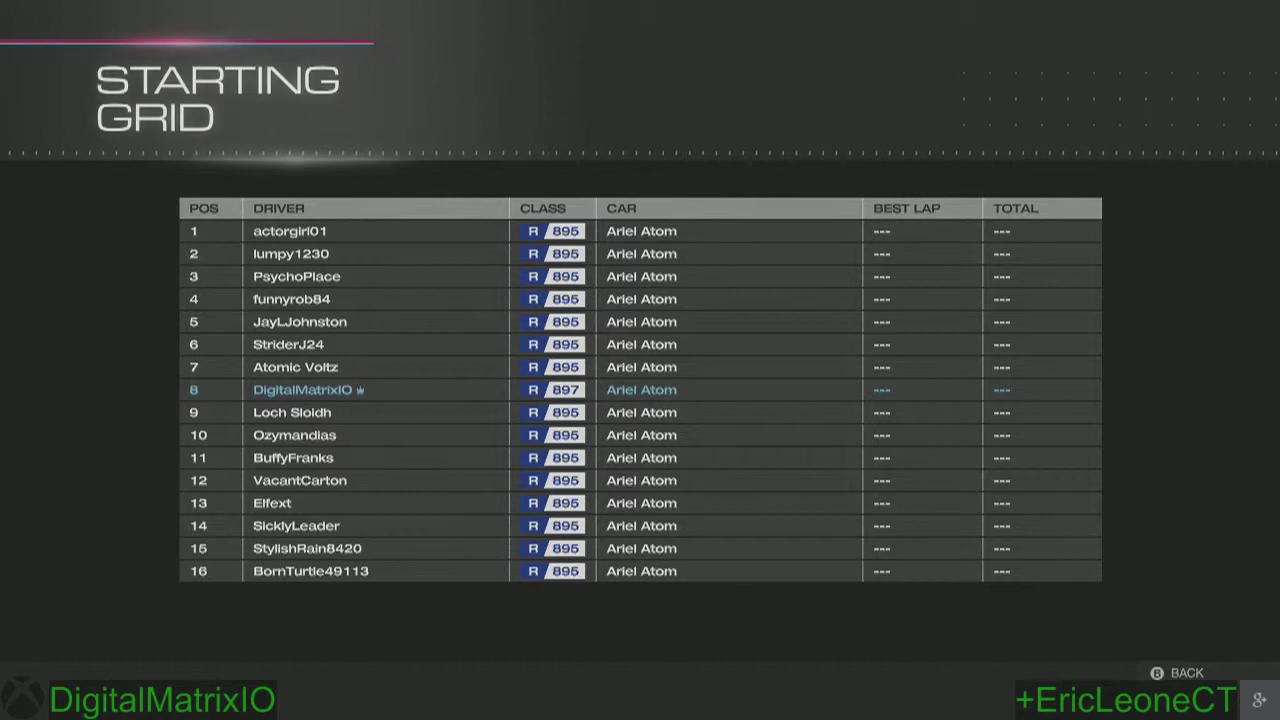 STARTING
GRID
POS DRIVER CLASS CAR BEST LAP TOTAL
1 actorgirl01 R 895 Ariel Atom --- ---
2 lumpy1230 R 895 Ariel Atom --- ---
3 PsychoPlace R 895 Ariel Atom --- ---
4 funnyrob84 R 895 Ariel Atom --- ---
5 JayLJohnston R 895 Ariel Atom --- ---
6 StriderJ24 R 895 Ariel Atom --- ---
7 Atomic Voltz R 895 Ariel Atom --- ---
8 DigitalMatrixIO R 897 Ariel Atom --- ---
9 Loch Sloidh R 895 Ariel Atom --- ---
10 Ozymandias R 895 Ariel Atom --- ---
11 BuffyFranks R 895 Ariel Atom --- ---
12 VacantCarton R 895 Ariel Atom --- ---
13 Elfext R 895 Ariel Atom --- ---
14 SicklyLeader R 895 Ariel Atom --- ---
15 StylishRain8420 R 895 Ariel Atom --- ---
16 BornTurtle49113 R 895 Ariel Atom --- ---
B BACK
DigitalMatrixIO +EricLeoneCT g+